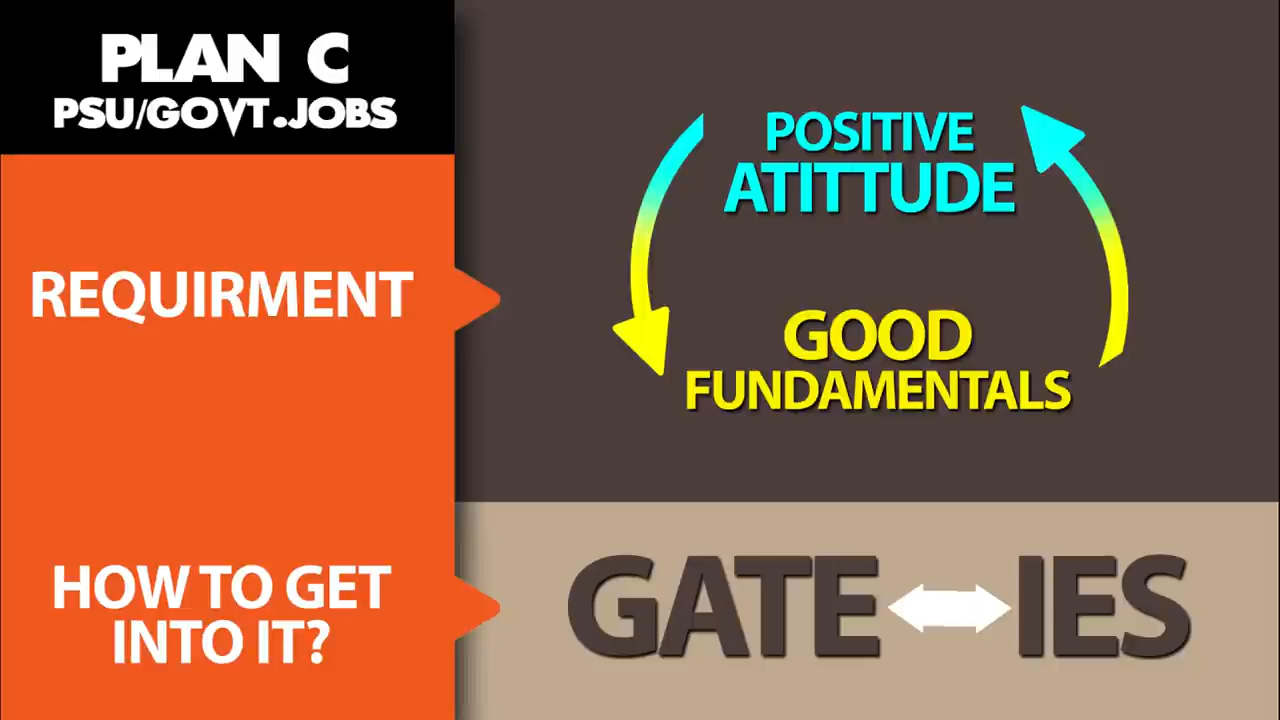 PLAN C
PSU/GOVT.JOBS
REQUIRMENT
POSITIVE
ATITTUDE
GOOD
FUNDAMENTALS
HOW TO GET
INTO IT?
GATE IES